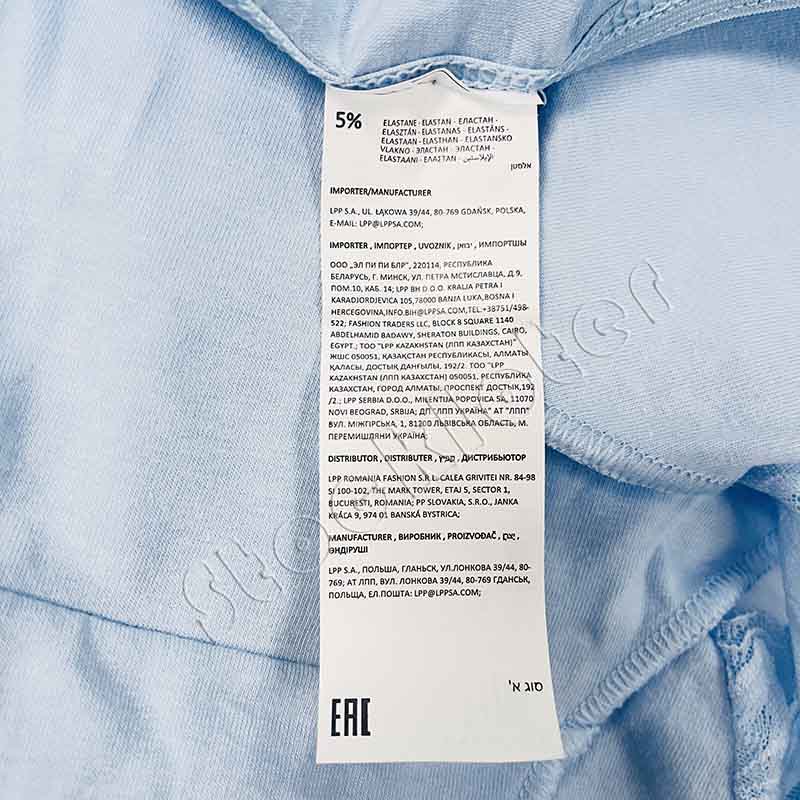 5%
ELASTANE - ELASTAN - ЕЛАСТАН -
ELASZTÁN - ELASTANAS - ELASTĀNS -
ELASTAAN - ELASTHAN - ELASTANSKO
VLAKNO - ЭЛАСТАН - ЭЛАСТАН -
ELASTAANI - ΕΛΑΣΤΑΝ - الإيلاستين
אלסטן
IMPORTER/MANUFACTURER
LPP S.A., UL. ŁĄKOWA 39/44, 80-769 GDAŃSK, POLSKA,
E-MAIL: LPP@LPPSA.COM;
IMPORTER , ІМПОРТЕР , UVOZNIK , יבואן , ИМПОРТШЫ
ООО „ЭЛ ПИ ПИ БЛР", 220114, РЕСПУБЛИКА
БЕЛАРУСЬ, Г. МИНСК, УЛ. ПЕТРА МСТИСЛАВЦА, Д.9,
ПОМ.10, КАБ. 14; LPP BH D.O.O. KRALJA PETRA I
KARADJORDJEVICA 105,78000 BANJA LUKA,BOSNA I
HERCEGOVINA,INFO.BIH@LPPSA.COM,TEL:+38751/498-
522; FASHION TRADERS LLC, BLOCK 8 SQUARE 1140
ABDELHAMID BADAWY, SHERATON BUILDINGS, CAIRO,
EGYPT.; ТОО "LPP KAZAKHSTAN (ЛПП КАЗАХСТАН)"
ЖШС 050051, ҚАЗАҚСТАН РЕСПУБЛИКАСЫ, АЛМАТЫ
ҚАЛАСЫ, ДОСТЫҚ ДАҢҒЫЛЫ, 192/2. ТОО "LPP
KAZAKHSTAN (ЛПП КАЗАХСТАН) 050051, РЕСПУБЛИКА
КАЗАХСТАН, ГОРОД АЛМАТЫ, ПРОСПЕКТ ДОСТЫК,192
/2.; LPP SERBIA D.O.O., MILENTIJA POPOVICA 5A, 11070
NOVI BEOGRAD, SRBIJA; ДП „ЛПП УКРАЇНА" АТ "ЛПП"
ВУЛ. МІЖГІРСЬКА, 1, 81200 ЛЬВІВСЬКА ОБЛАСТЬ, М.
ПЕРЕМИШЛЯНИ УКРАЇНА;
DISTRIBUTOR , DISTRIBUTER , מפיץ , ДИСТРИБЬЮТОР
LPP ROMANIA FASHION S.R.L. CALEA GRIVITEI NR. 84-98
SI 100-102, THE MARK TOWER, ETAJ 5, SECTOR 1,
BUCURESTI, ROMANIA; PP SLOVAKIA, S.R.O., JANKA
KRÁĽA 9, 974 01 BANSKÁ BYSTRICA;
MANUFACTURER , ВИРОБНИК , PROIZVOĐAČ , יצרן ,
ӨНДІРУШІ
LPP S.A., ПОЛЬША, ГДАНЬСК, УЛ.ЛОНКОВА 39/44, 80-
769; АТ ЛПП, ВУЛ. ЛОНКОВА 39/44, 80-769 ГДАНСЬК,
ПОЛЬЩА, ЕЛ.ПОШТА: LPP@LPPSA.COM;
סוג א'
EAC